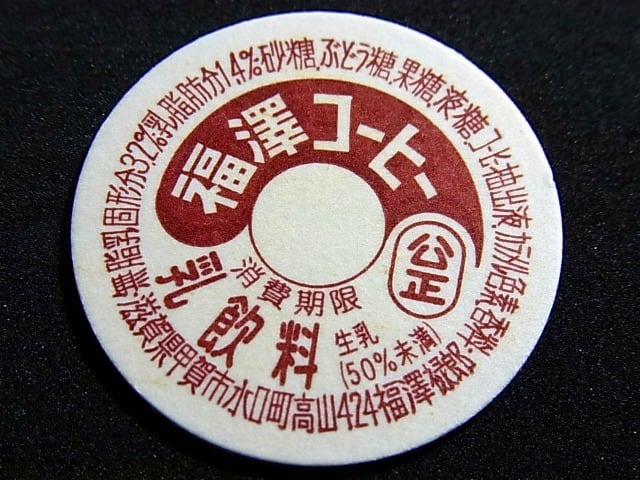 福澤コーヒー
公正
消費期限
乳飲料
生乳
(50%未満)
無脂乳固形分3.2%:乳脂肪分1.4%:砂糖,ぶどう糖,果糖,液糖,コーヒー抽出液,カラメル色素,香料:
滋賀県甲賀市水口町高山424福澤